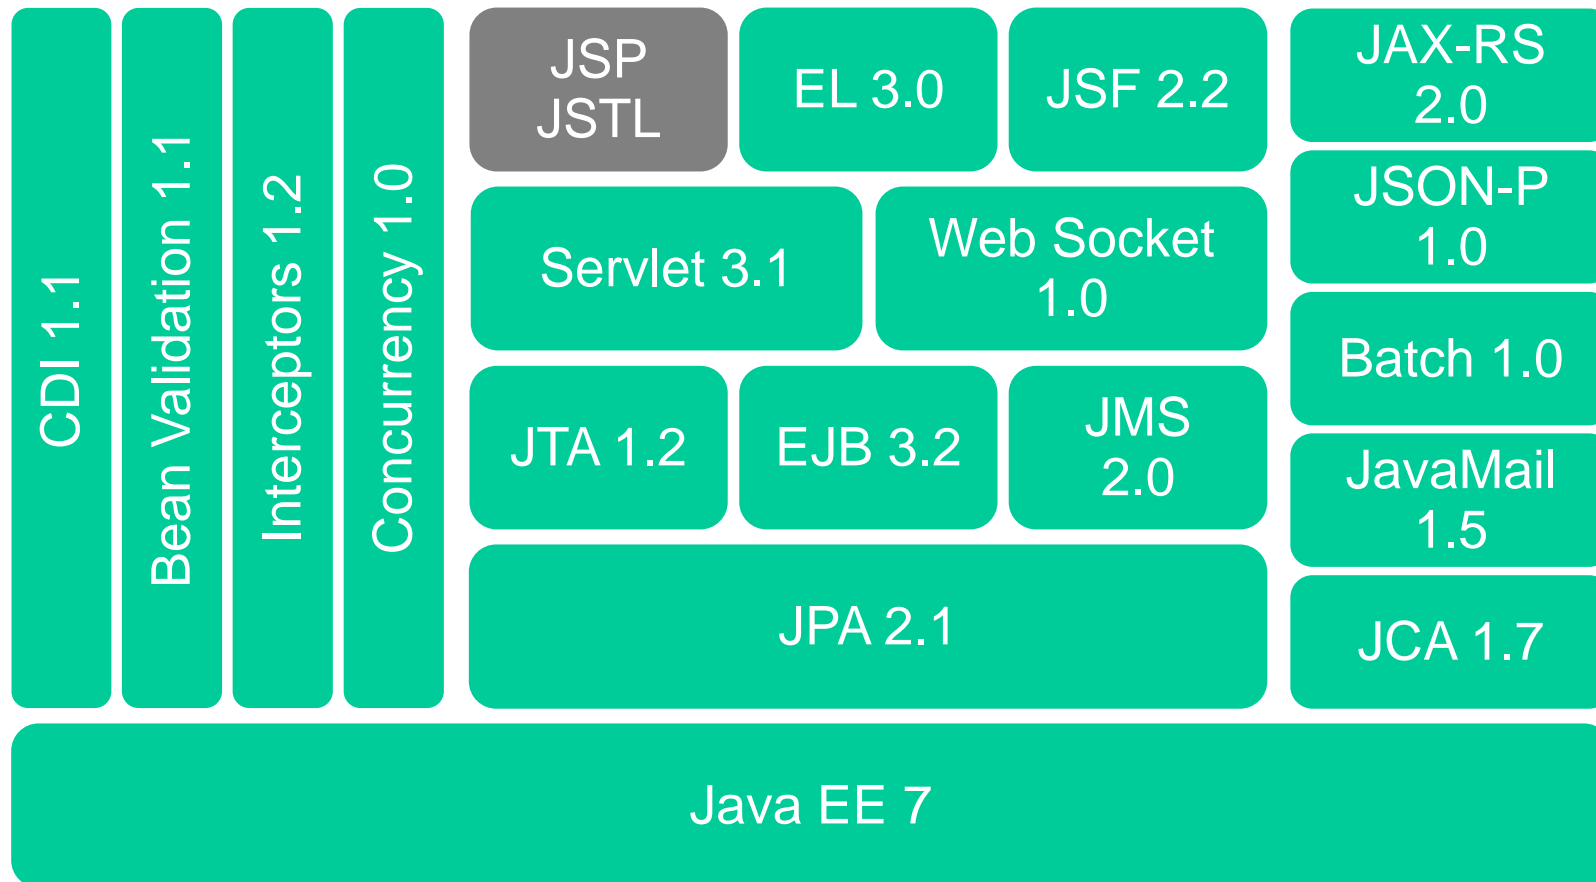 CDI 1.1
Bean Validation 1.1
Interceptors 1.2
Concurrency 1.0
JSP
JSTL
EL 3.0
JSF 2.2
Servlet 3.1
Web Socket
1.0
JTA 1.2
EJB 3.2
JMS
2.0
JPA 2.1
JAX-RS
2.0
JSON-P
1.0
Batch 1.0
JavaMail
1.5
JCA 1.7
Java EE 7